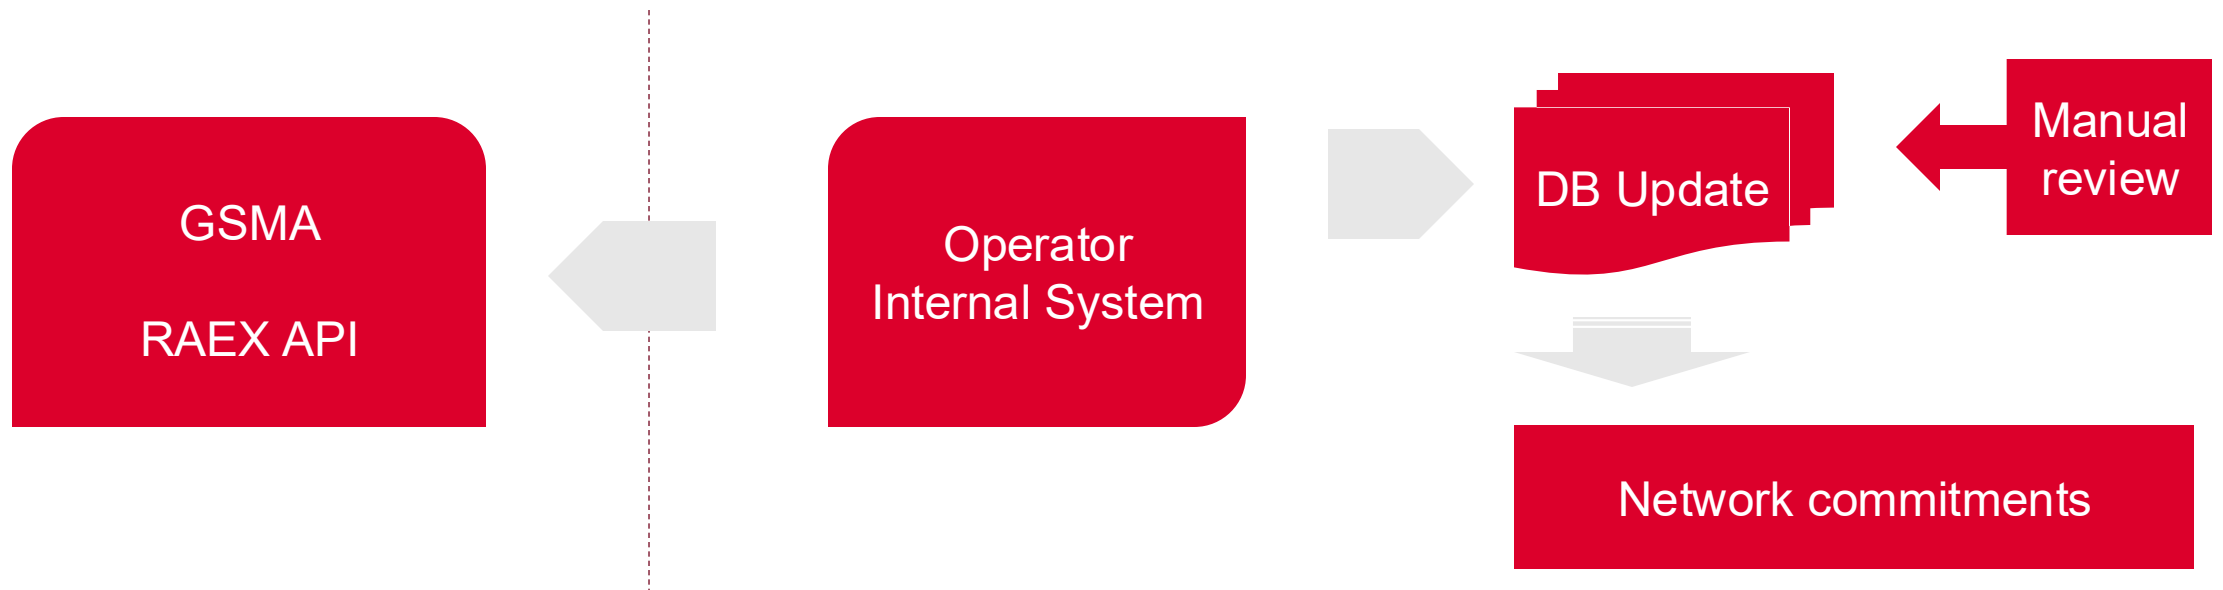 GSMA
RAEX API
Operator
Internal System
DB Update
Manual
review
Network commitments